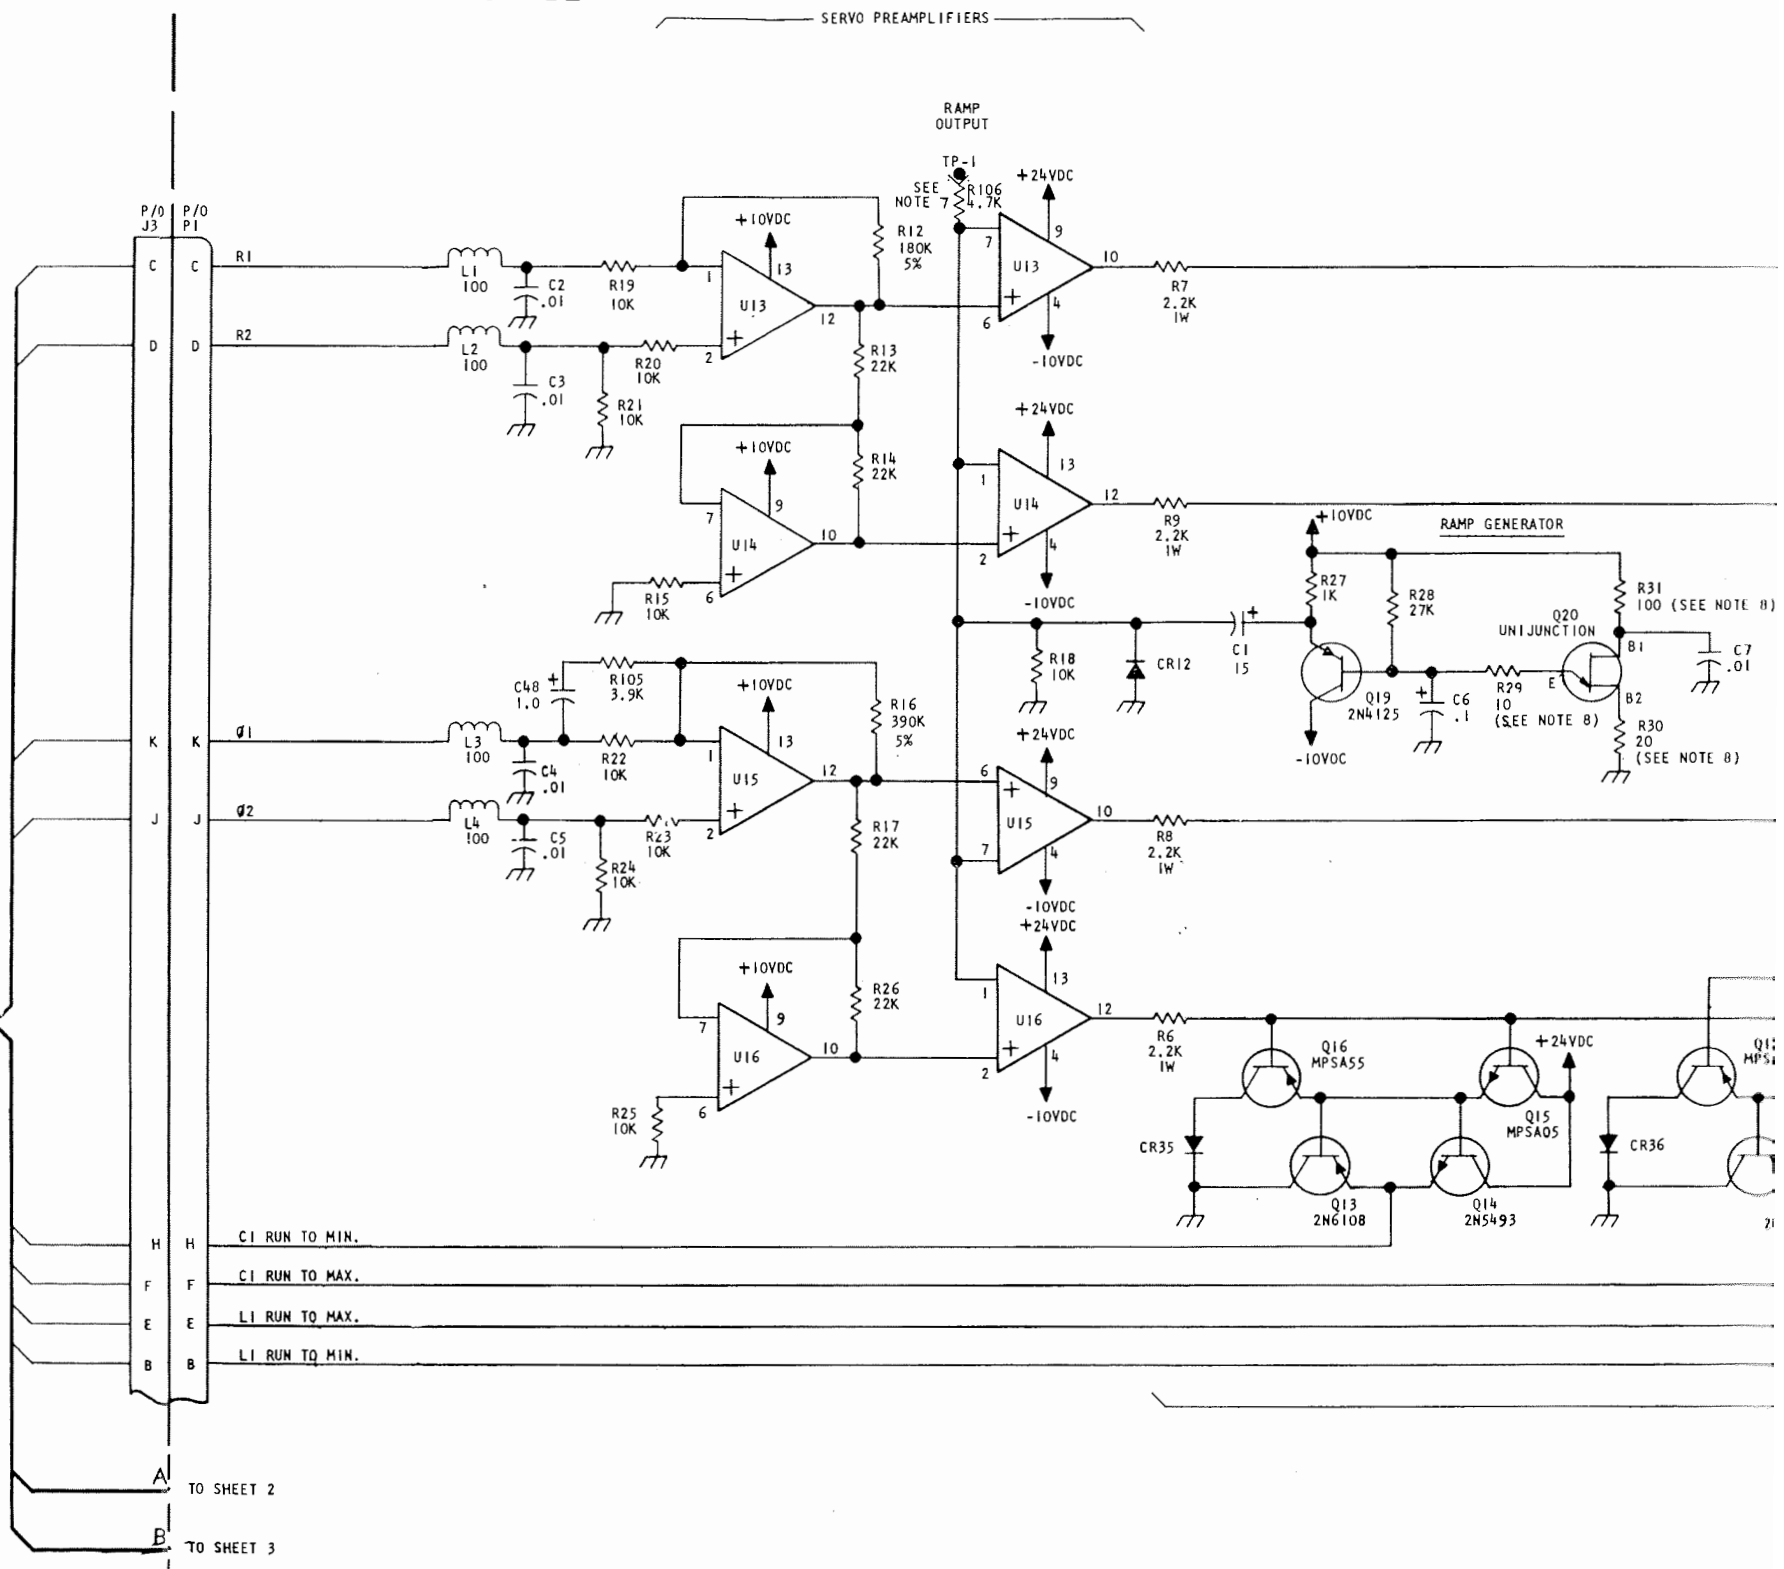 SERVO PREAMPLIFIERS
RAMP
OUTPUT
TP-1
SEE
NOTE 7
R106
4.7K
+24VDC
P/O
J3
P/O
P1
+10VDC
R12
180K
5%
7
9
C
C
R1
L1
100
C2
.01
R19
10K
1
13
U13
12
U13
10
R7
2.2K
1W
+
4
6
-10VDC
D
D
R2
L2
100
C3
.01
R20
10K
2
+
R21
10K
R13
22K
+24VDC
+10VDC
R14
22K
13
1
U14
12
R9
2.2K
1W
7
9
U14
10
+
4
2
-10VDC
R15
10K
6
+
+10VDC
RAMP GENERATOR
R27
1K
R28
27K
R31
100 (SEE NOTE 8)
Q20
UNIJUNCTION
B1
C7
.01
+
C1
15
R18
10K
CR12
Q19
2N4125
-10VDC
+
C6
.1
R29
10
(SEE NOTE 8)
E
B2
R30
20
(SEE NOTE 8)
C48
1.0
+
R105
3.9K
+10VDC
R16
390K
5%
+24VDC
K
K
Ø1
L3
100
C4
.01
R22
10K
1
13
U15
12
6
+
9
U15
10
R8
2.2K
1W
7
4
-10VDC
J
J
Ø2
L4
100
C5
.01
R23
10K
2
+
R24
10K
R17
22K
+24VDC
+10VDC
R26
22K
13
1
U16
12
R6
2.2K
1W
7
9
U16
10
+
4
2
-10VDC
R25
10K
6
+
Q16
MPSA55
+24VDC
Q15
MPSA05
CR35
Q13
2N6108
Q14
2N5493
CR36
H
H
C1 RUN TO MIN.
F
F
C1 RUN TO MAX.
E
E
L1 RUN TO MAX.
B
B
L1 RUN TO MIN.
A
TO SHEET 2
B
TO SHEET 3